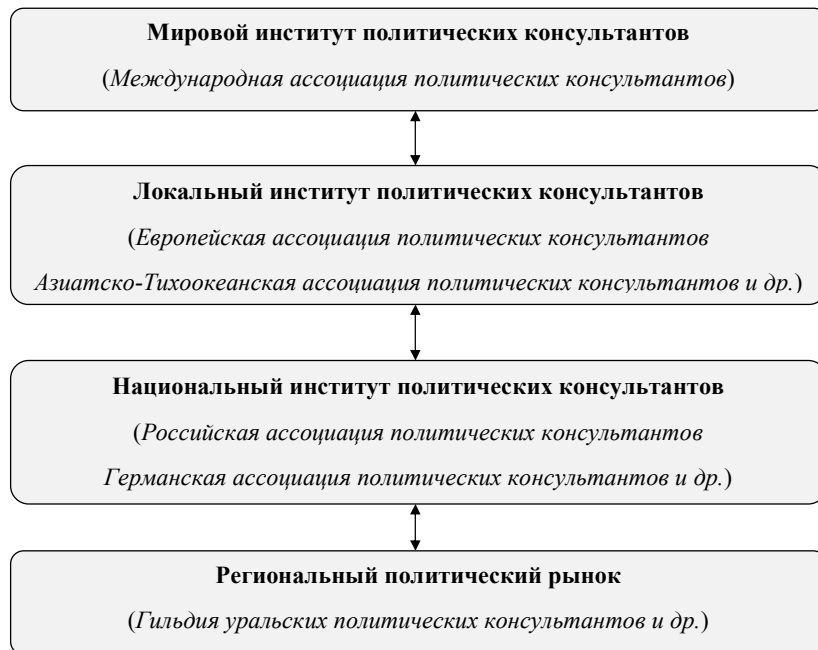 Мировой институт политических консультантов
(Международная ассоциация политических консультантов)
Локальный институт политических консультантов
(Европейская ассоциация политических консультантов
Азиатско-Тихоокеанская ассоциация политических консультантов и др.)
Национальный институт политических консультантов
(Российская ассоциация политических консультантов
Германская ассоциация политических консультантов и др.)
Региональный политический рынок
(Гильдия уральских политических консультантов и др.)